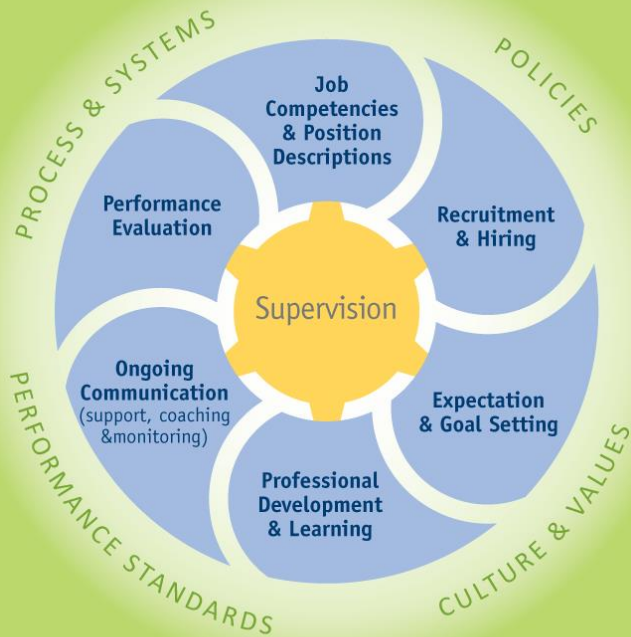 PROCESS & SYSTEMS
POLICIES
Job
Competencies
& Position
Descriptions
Recruitment
& Hiring
Performance
Evaluation
Supervision
Ongoing
Communication
(support, coaching
&monitoring)
Expectation
& Goal Setting
Professional
Development
& Learning
PERFORMANCE STANDARDS
CULTURE & VALUES